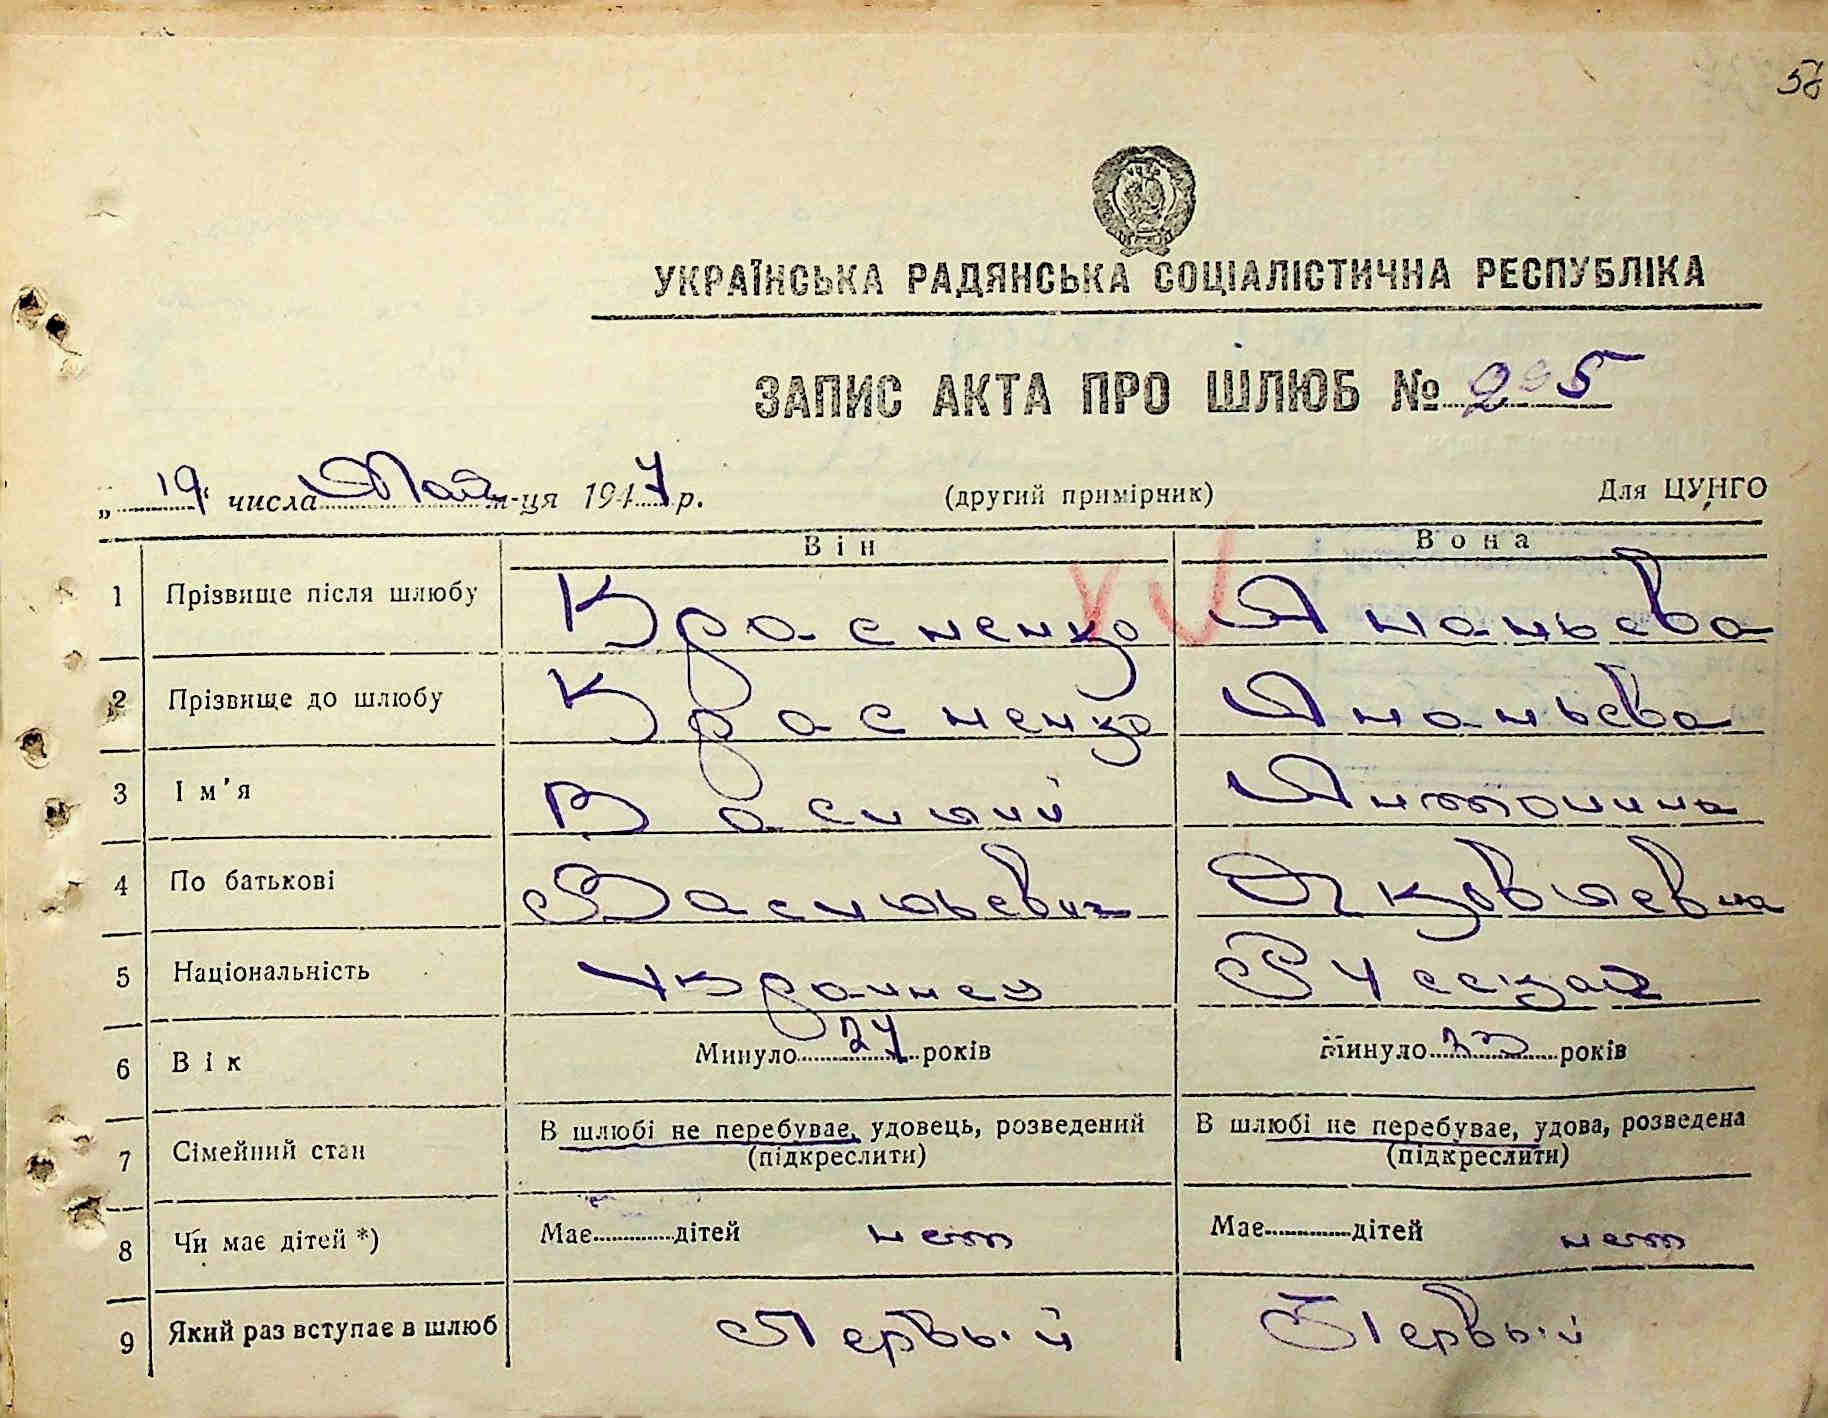 56
УКРАЇНСЬКА РАДЯНСЬКА СОЦІАЛІСТИЧНА РЕСПУБЛІКА
ЗАПИС АКТА ПРО ШЛЮБ № 295
„19“ числа Мая м-ця 1947 р. (другий примірник) Для ЦУНГО
Він Вона
1 Прізвище після шлюбу Красненко Ананьева
2 Прізвище до шлюбу Красненко Ананьева
3 Ім'я Василий Антонина
4 По батькові Васильевич Яковлевна
5 Національність Украинец Русская
6 Вік Минуло 27 років Минуло 23 років
7 Сімейний стан В шлюбі не перебуває, удовець, розведений В шлюбі не перебуває, удова, розведена
(підкреслити) (підкреслити)
8 Чи має дітей *) Має дітей нет Має дітей нет
9 Який раз вступає в шлюб Первый Первый